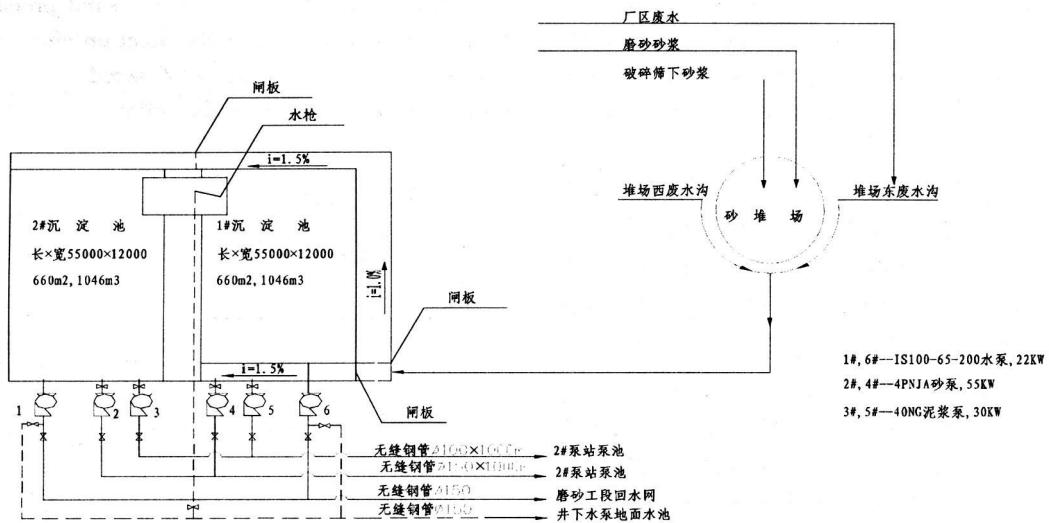 厂区废水
磨砂砂浆
破碎筛下砂浆
闸板
水枪
i=1.5%
堆场西废水沟
堆场东废水沟
砂 堆 场
2#沉 淀 池
长×宽55000×12000
660m2,1046m3
1#沉 淀 池
长×宽55000×12000
660m2,1046m3
i=1.0%
闸板
i=1.5%
1#,6#--IS100-65-200水泵,22KW
2#,4#--4PNJA砂泵,55KW
3#,5#--40NG泥浆泵,30KW
1
2
3
4
5
6
闸板
无缝钢管 2#泵站泵池
无缝钢管 2#泵站泵池
无缝钢管Ø150 磨砂工段回水网
无缝钢管Ø150 井下水泵地面水池